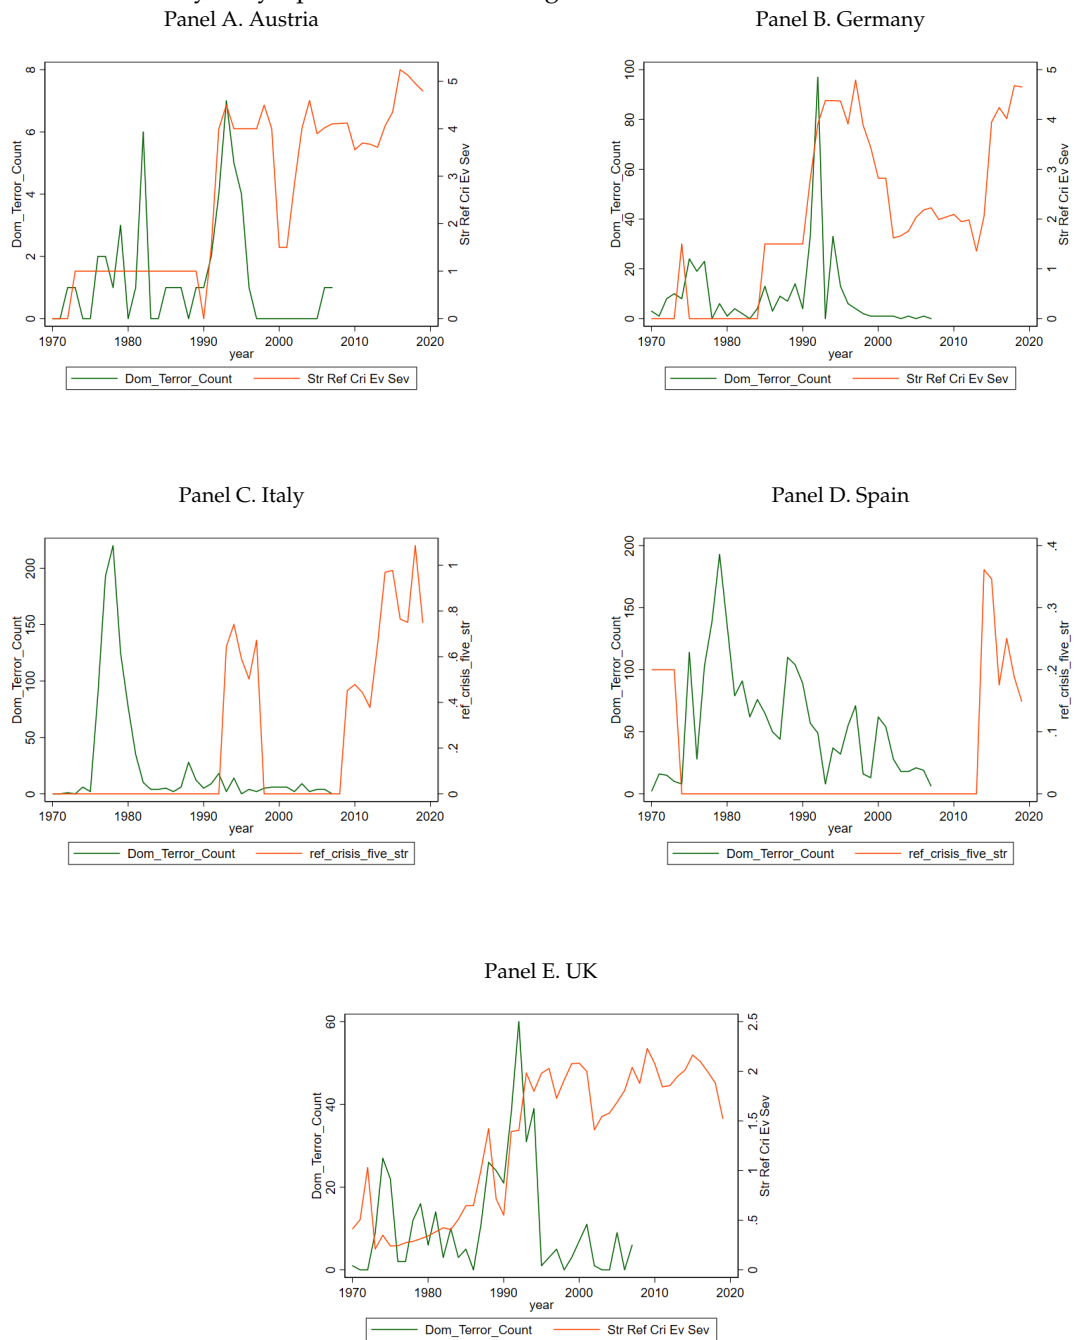 Panel A. Austria
Panel B. Germany
8
6
4
2
0
Dom_Terror_Count
5
4
3
2
1
0
Str Ref Cri Ev Sev
1970 1980 1990 2000 2010 2020
year
Dom_Terror_Count Str Ref Cri Ev Sev
100
80
60
40
20
0
Dom_Terror_Count
5
4
3
2
1
0
Str Ref Cri Ev Sev
1970 1980 1990 2000 2010 2020
year
Dom_Terror_Count Str Ref Cri Ev Sev
Panel C. Italy
Panel D. Spain
200
150
100
50
0
Dom_Terror_Count
1
.8
.6
.4
.2
0
ref_crisis_five_str
1970 1980 1990 2000 2010 2020
year
Dom_Terror_Count ref_crisis_five_str
200
150
100
50
0
Dom_Terror_Count
.4
.3
.2
.1
0
ref_crisis_five_str
1970 1980 1990 2000 2010 2020
year
Dom_Terror_Count ref_crisis_five_str
Panel E. UK
60
40
20
0
Dom_Terror_Count
2.5
2
1.5
1
.5
0
Str Ref Cri Ev Sev
1970 1980 1990 2000 2010 2020
year
Dom_Terror_Count Str Ref Cri Ev Sev